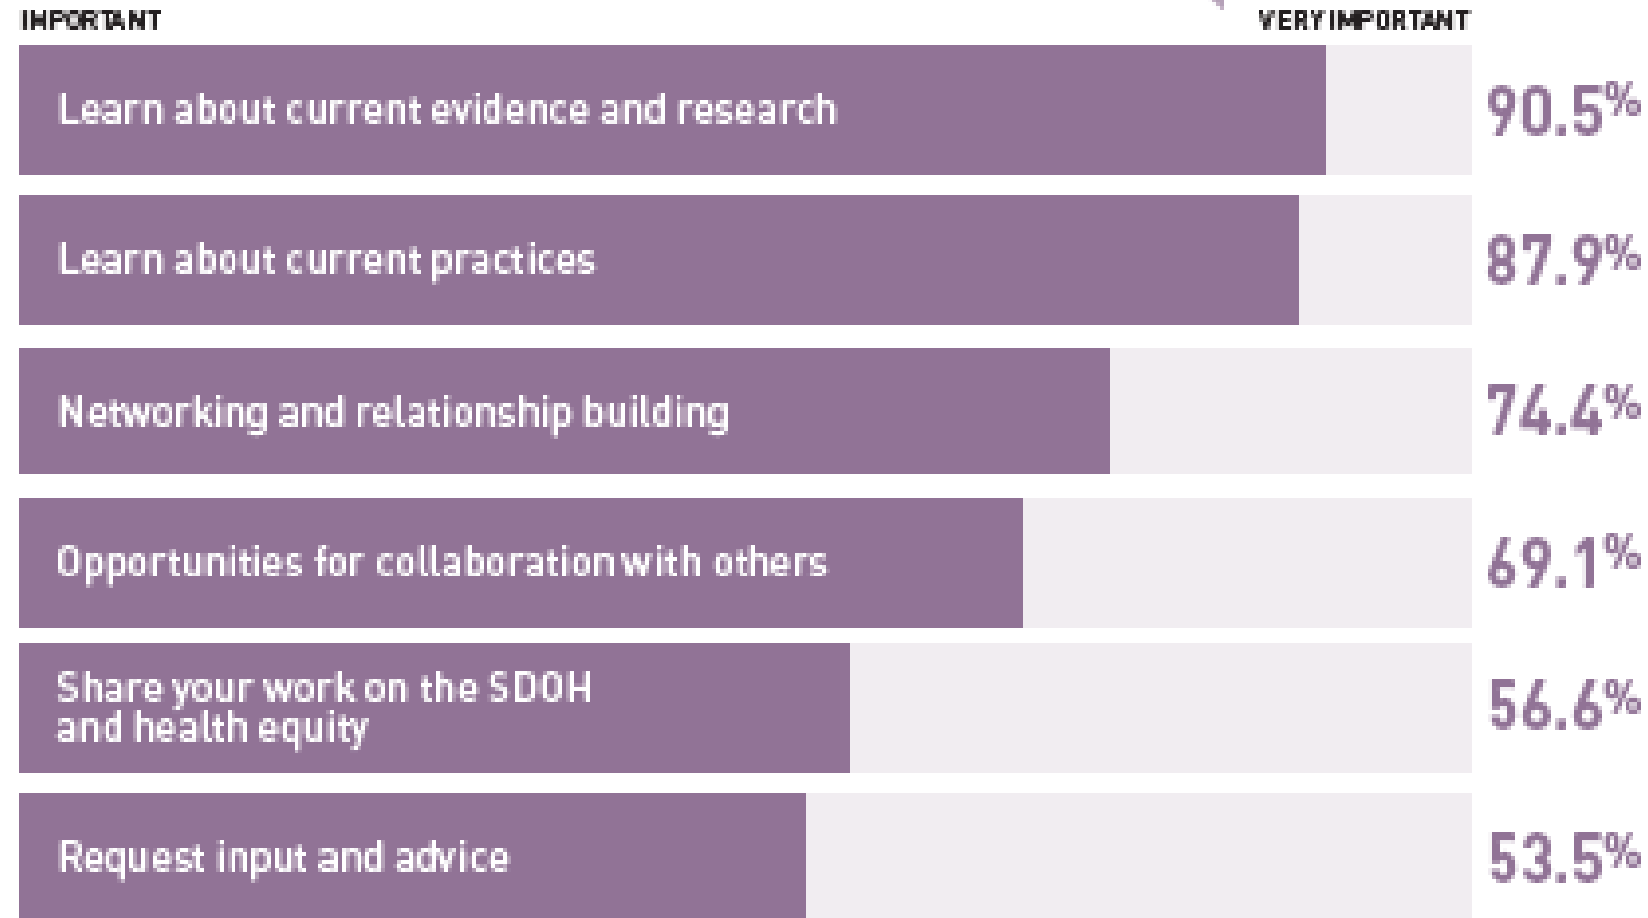 IMPORTANT VERY IMPORTANT
Learn about current evidence and research 90.5%
Learn about current practices 87.9%
Networking and relationship building 74.4%
Opportunities for collaboration with others 69.1%
Share your work on the SDOH
and health equity 56.6%
Request input and advice 53.5%